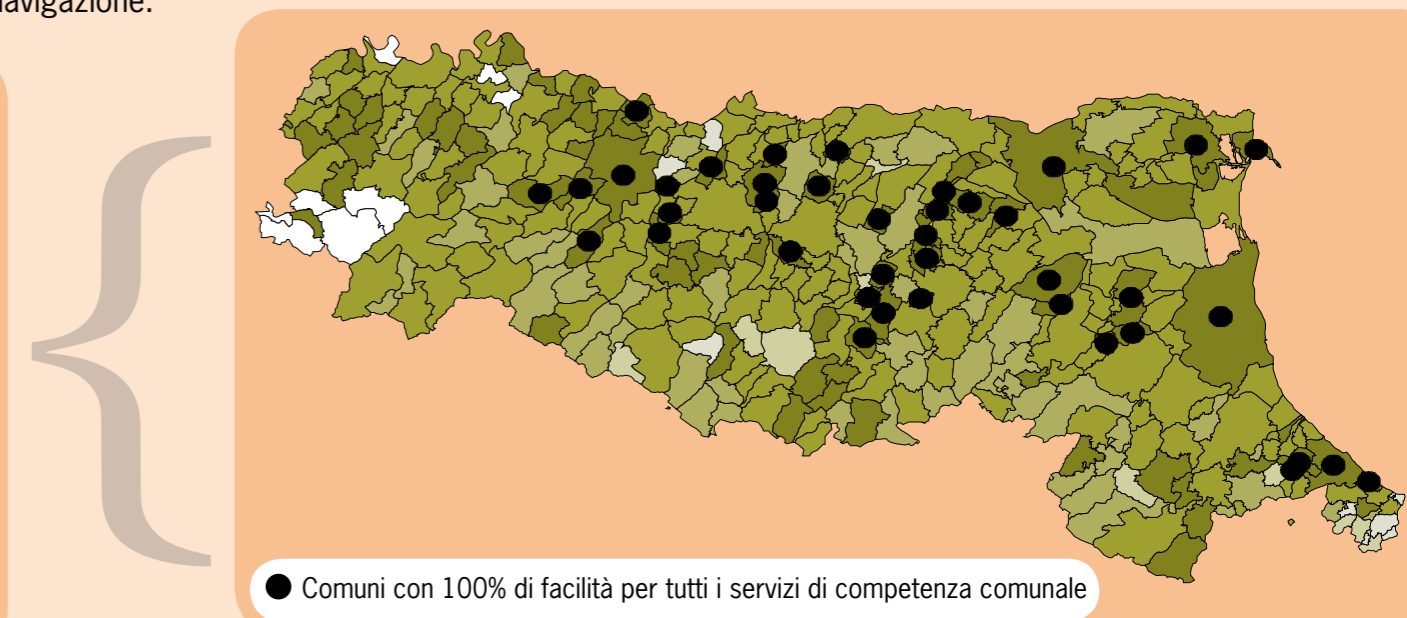 navigazione.
Comuni con 100% di facilità per tutti i servizi di competenza comunale